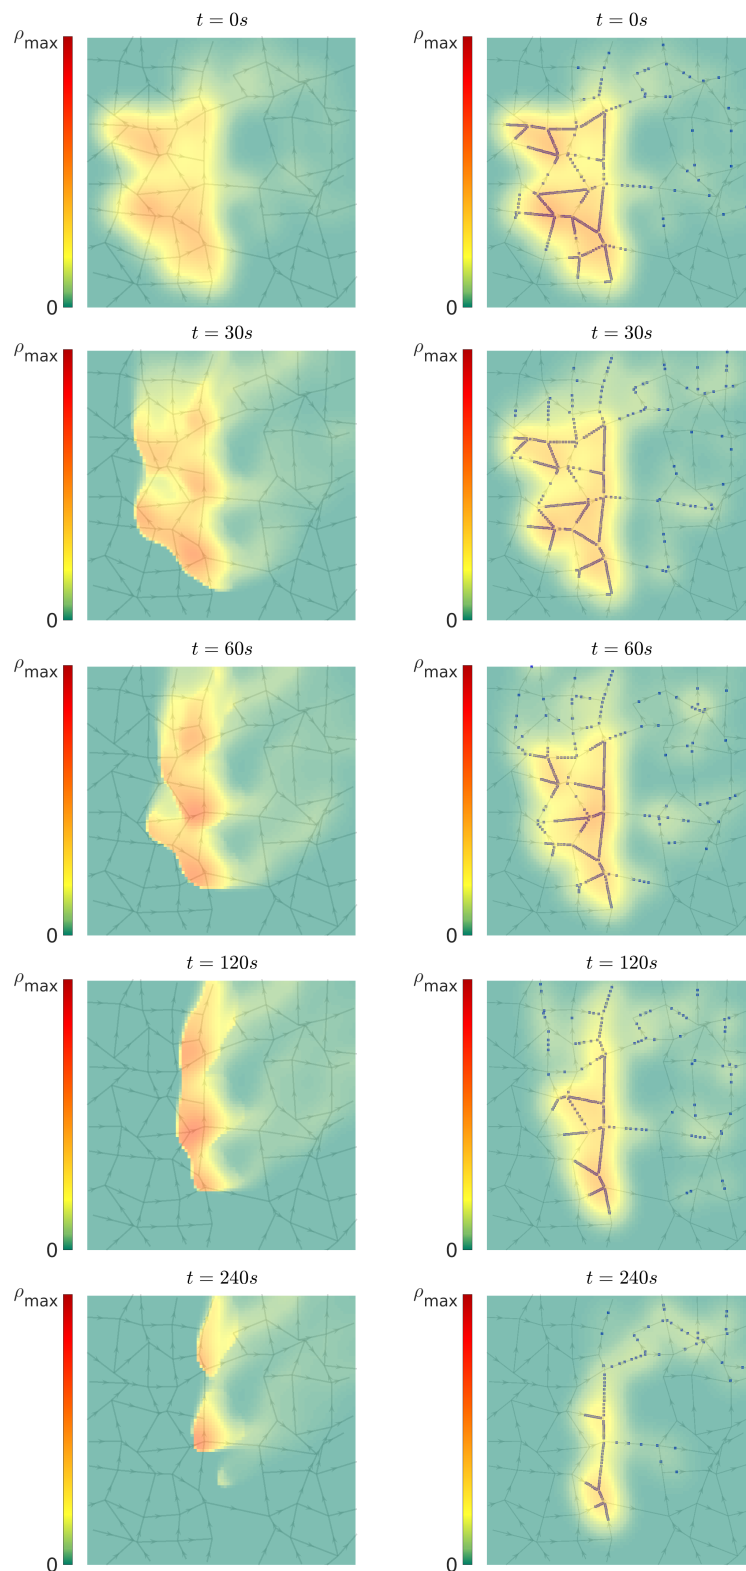 t = 0s
t = 0s
ρmax
ρmax
0
0
t = 30s
t = 30s
ρmax
ρmax
0
0
t = 60s
t = 60s
ρmax
ρmax
0
0
t = 120s
t = 120s
ρmax
ρmax
0
0
t = 240s
t = 240s
ρmax
ρmax
0
0